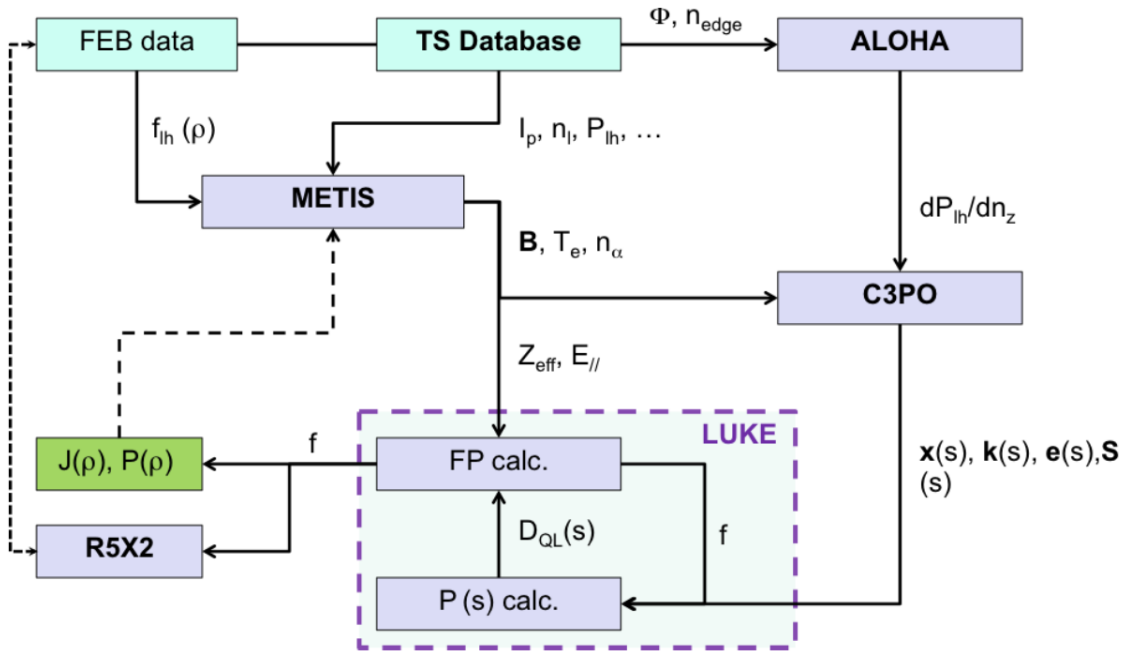 FEB data
TS Database
Φ, n_edge
ALOHA
f_lh (ρ)
I_p, n_l, P_lh, …
METIS
dP_lh/dn_z
B, T_e, n_α
C3PO
Z_eff, E_//
LUKE
J(ρ), P(ρ)
f
FP calc.
x(s), k(s), e(s),S
(s)
R5X2
D_QL(s)
f
P (s) calc.